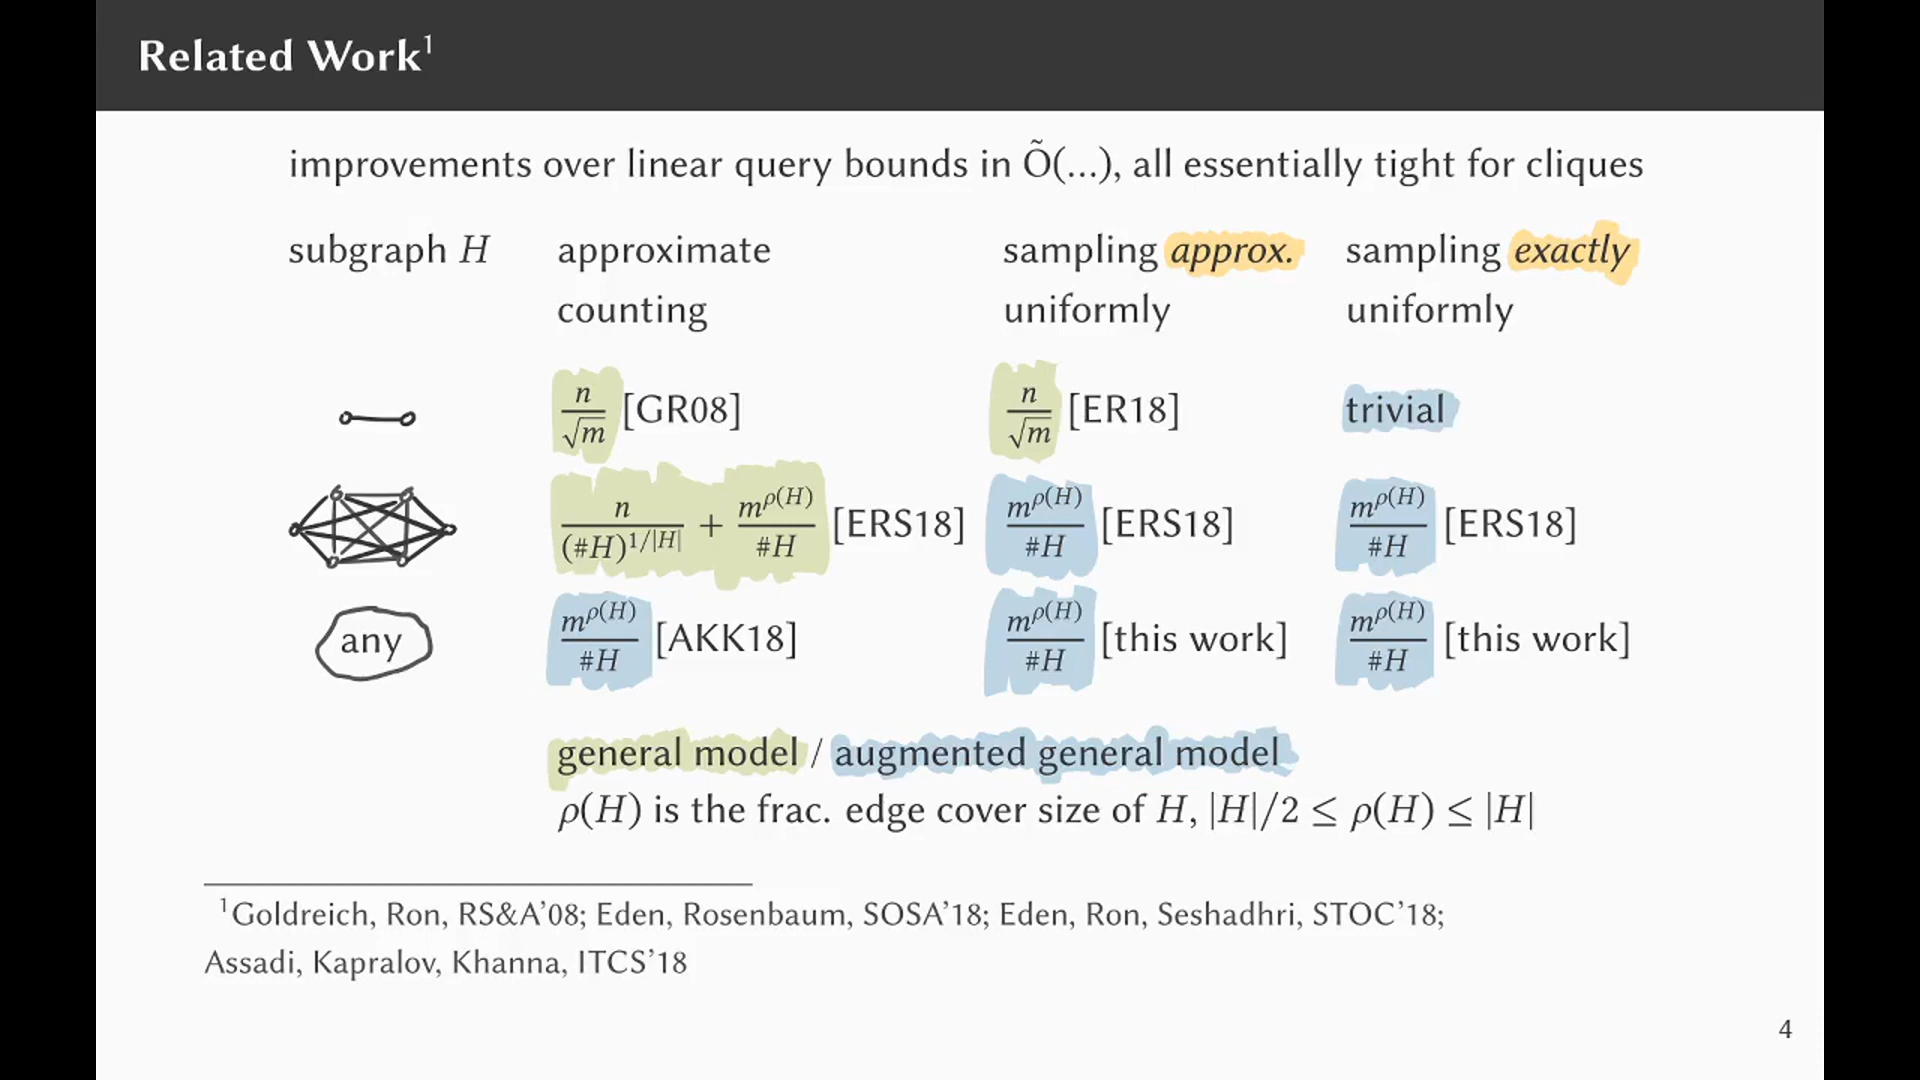 Related Work¹
improvements over linear query bounds in Õ(...), all essentially tight for cliques
subgraph H approximate counting sampling approx. uniformly sampling exactly uniformly
n/√m [GR08] n/√m [ER18] trivial
n/(#H)^{1/|H|} + m^{ρ(H)}/#H [ERS18] m^{ρ(H)}/#H [ERS18] m^{ρ(H)}/#H [ERS18]
any m^{ρ(H)}/#H [AKK18] m^{ρ(H)}/#H [this work] m^{ρ(H)}/#H [this work]
general model / augmented general model
ρ(H) is the frac. edge cover size of H, |H|/2 ≤ ρ(H) ≤ |H|
¹Goldreich, Ron, RS&A’08; Eden, Rosenbaum, SOSA’18; Eden, Ron, Seshadhri, STOC’18;
Assadi, Kapralov, Khanna, ITCS’18
4